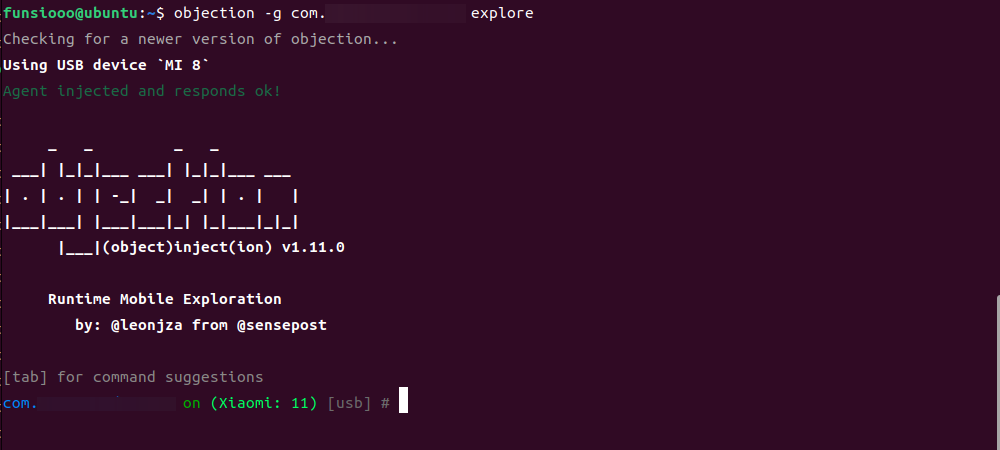 funsiooo@ubuntu:~$ objection -g com. explore
Checking for a newer version of objection...
Using USB device `MI 8`
Agent injected and responds ok!
     _   _         _   _
 ___| |_|_|___ ___| |_|_|___ ___
| . | . | | -_|  _|  _| | . |   |
|___|___| |___|___|_| |_|___|_|_|
      |___|(object)inject(ion) v1.11.0
Runtime Mobile Exploration
by: @leonjza from @sensepost
[tab] for command suggestions
com. on (Xiaomi: 11) [usb] #